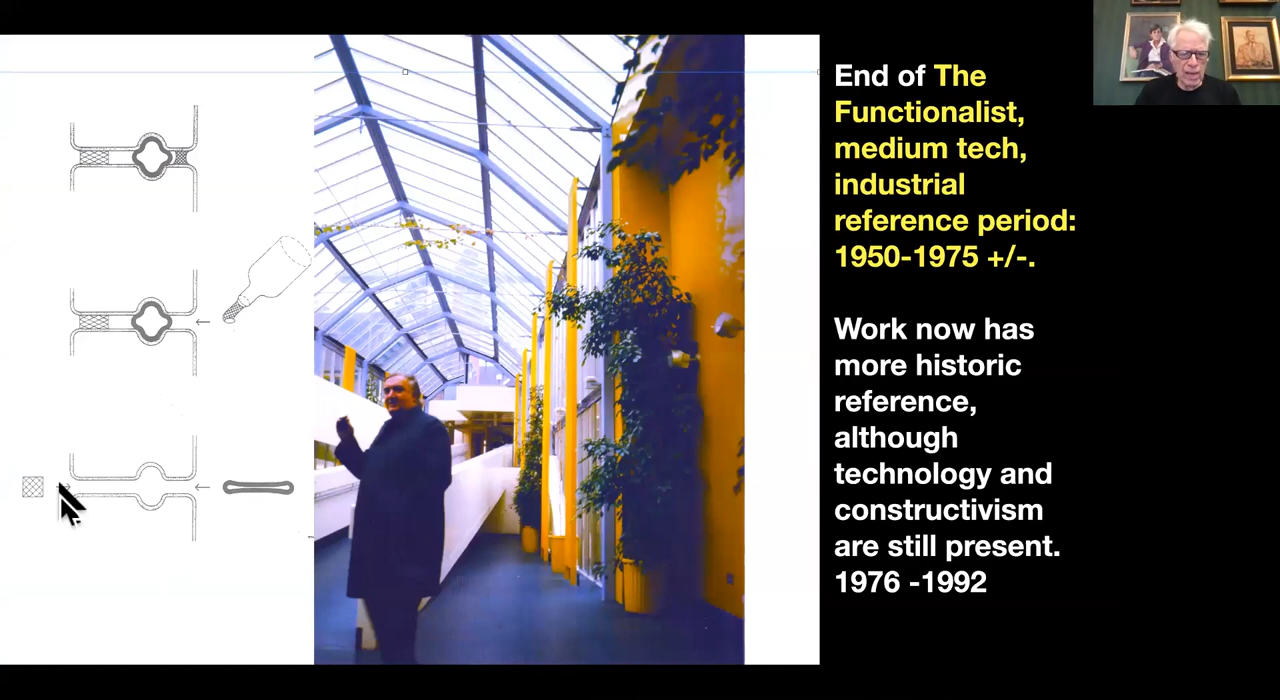 End of The
Functionalist,
medium tech,
industrial
reference period:
1950-1975 +/-.
Work now has
more historic
reference,
although
technology and
constructivism
are still present.
1976 -1992